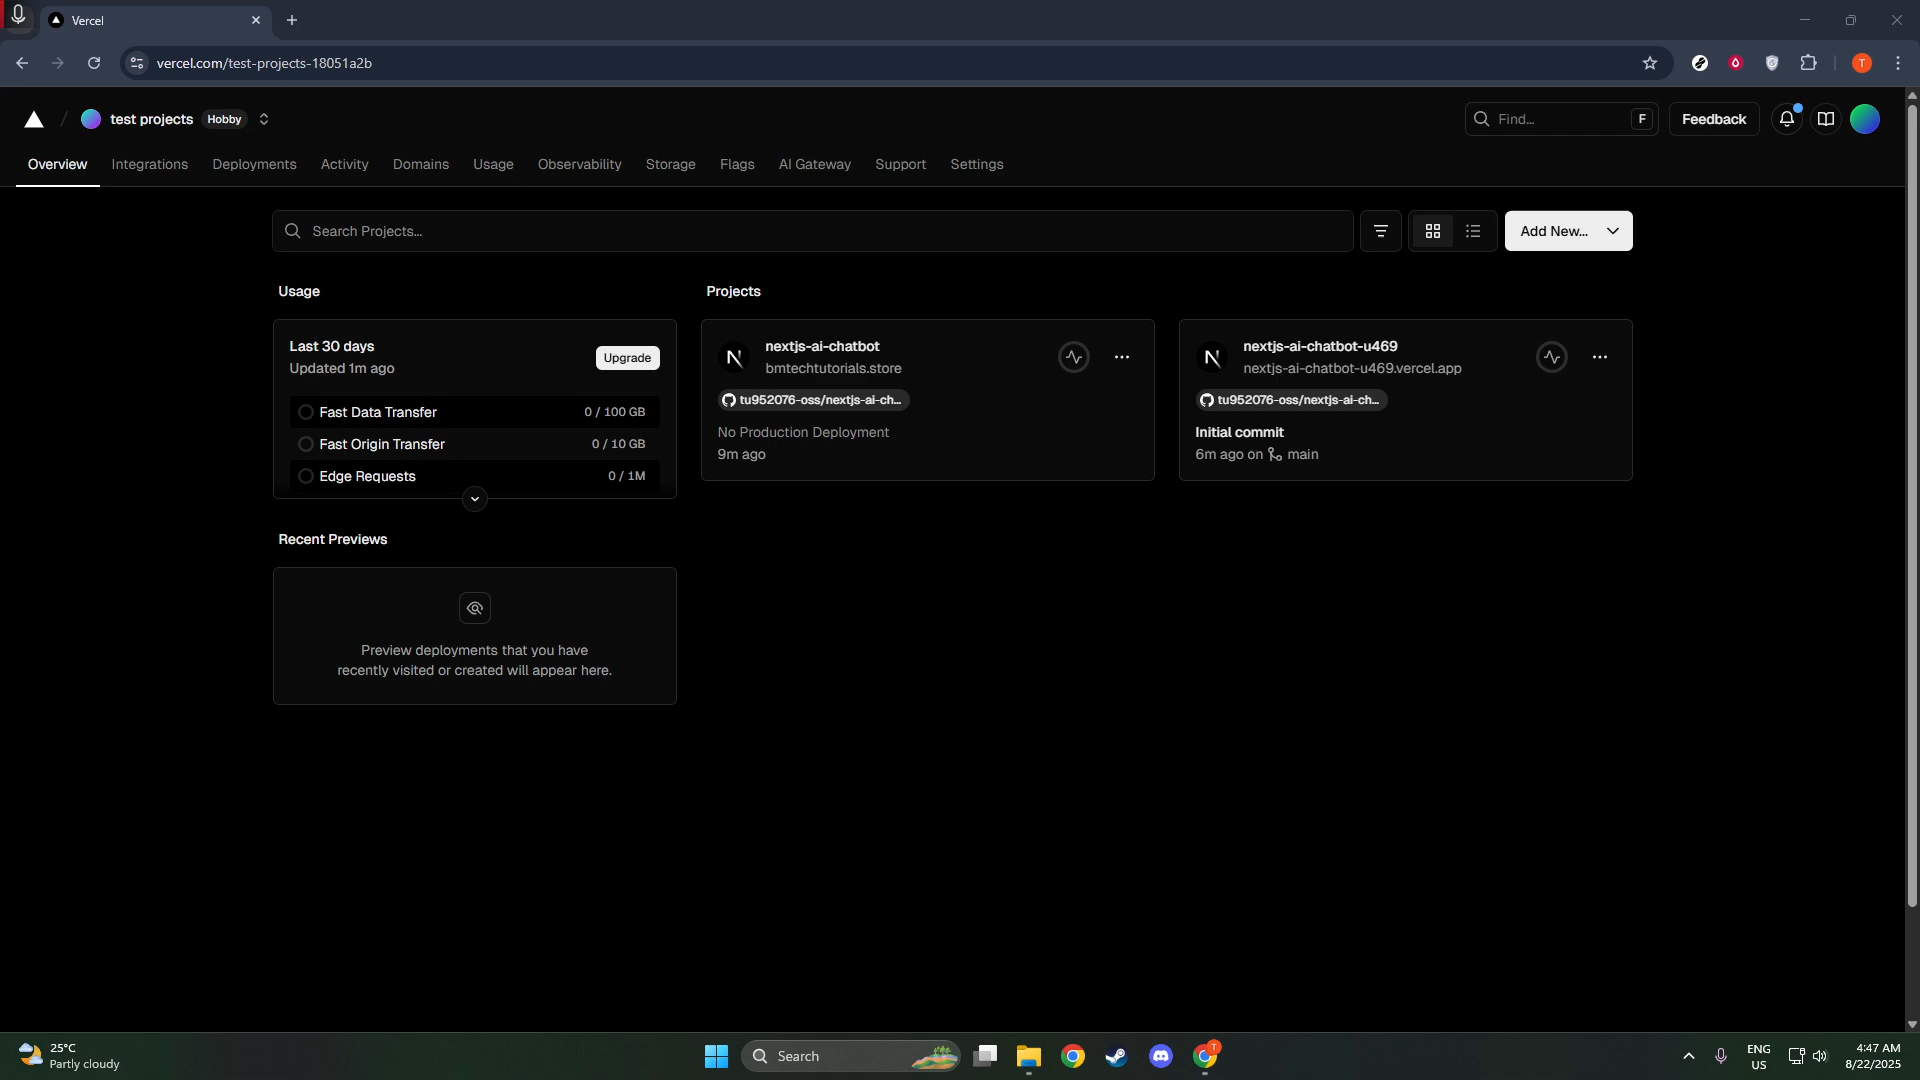 Vercel
vercel.com/test-projects-18051a2b
T
test projects Hobby
Find... F
Feedback
Overview Integrations Deployments Activity Domains Usage Observability Storage Flags AI Gateway Support Settings
Search Projects...
Add New...
Usage
Last 30 days
Updated 1m ago
Upgrade
Fast Data Transfer 0 / 100 GB
Fast Origin Transfer 0 / 10 GB
Edge Requests 0 / 1M
Recent Previews
Preview deployments that you have
recently visited or created will appear here.
Projects
nextjs-ai-chatbot
bmtechtutorials.store
tu952076-oss/nextjs-ai-ch...
No Production Deployment
9m ago
nextjs-ai-chatbot-u469
nextjs-ai-chatbot-u469.vercel.app
tu952076-oss/nextjs-ai-ch...
Initial commit
6m ago on main
25°C
Partly cloudy
Search
T
ENG
US
4:47 AM
8/22/2025